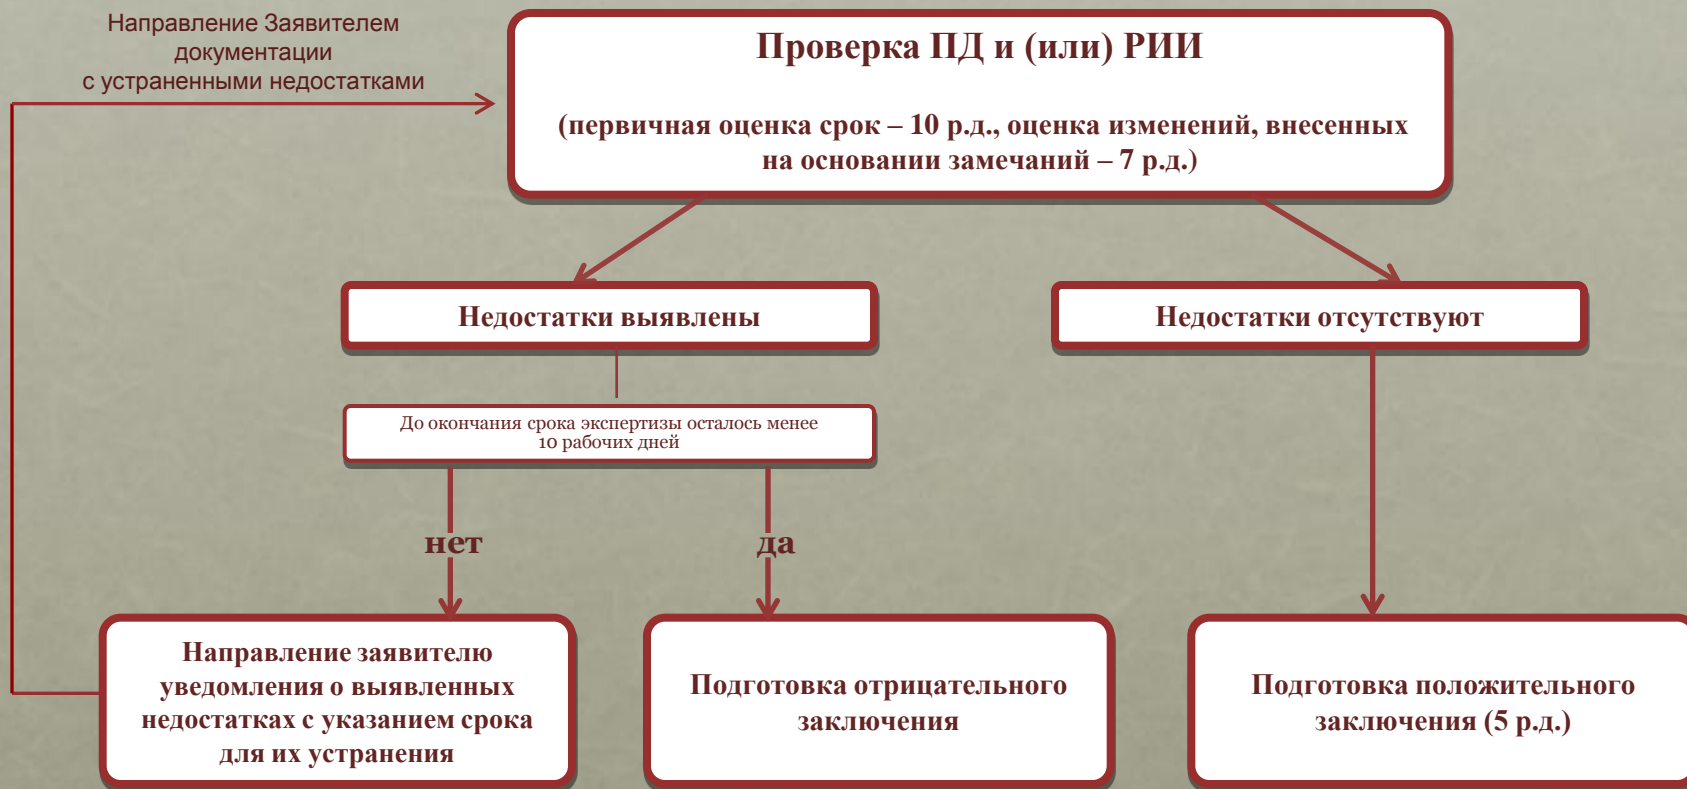 Направление Заявителем
документации
с устраненными недостатками
Проверка ПД и (или) РИИ
(первичная оценка срок – 10 р.д., оценка изменений, внесенных
на основании замечаний – 7 р.д.)
Недостатки выявлены
Недостатки отсутствуют
До окончания срока экспертизы осталось менее
10 рабочих дней
нет
да
Направление заявителю
уведомления о выявленных
недостатках с указанием срока
для их устранения
Подготовка отрицательного
заключения
Подготовка положительного
заключения (5 р.д.)